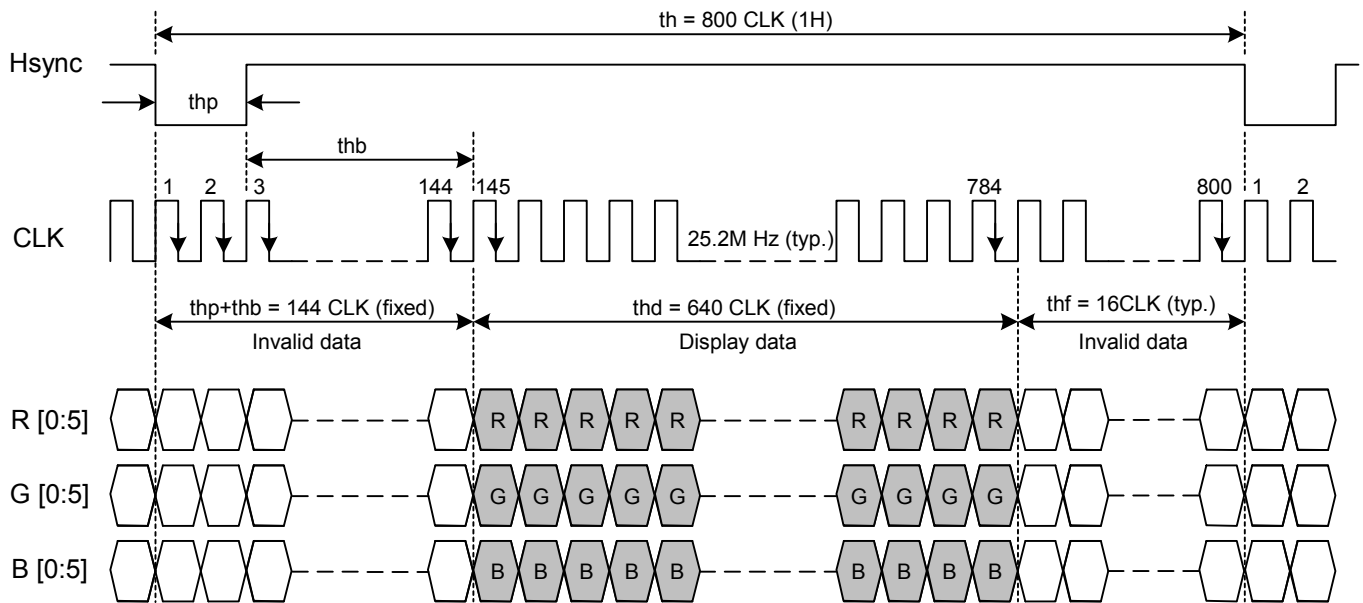 th = 800 CLK (1H)
Hsync
thp
thb
1 2 3 144 145 784 800 1 2
CLK
25.2M Hz (typ.)
thp+thb = 144 CLK (fixed) thd = 640 CLK (fixed) thf = 16CLK (typ.)
Invalid data Display data Invalid data
R [0:5] R R R R R R R R R
G [0:5] G G G G G G G G G
B [0:5] B B B B B B B B B